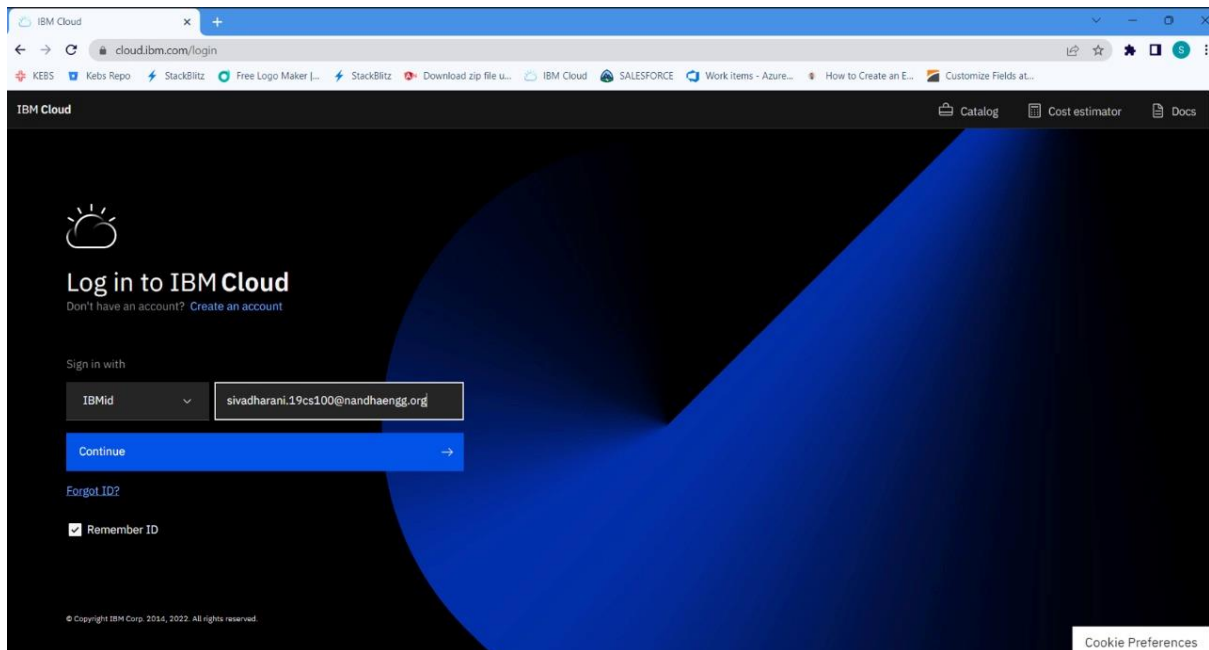 IBM Cloud
cloud.ibm.com/login
S
KEBS Kebs Repo StackBlitz Free Logo Maker |... StackBlitz Download zip file u... IBM Cloud SALESFORCE Work items - Azure... How to Create an E... Customize Fields at...
IBM Cloud Catalog Cost estimator Docs
Log in to IBM Cloud
Don't have an account? Create an account
Sign in with
IBMid sivadharani.19cs100@nandhaengg.org
Continue
Forgot ID?
Remember ID
© Copyright IBM Corp. 2014, 2022. All rights reserved.
Cookie Preferences